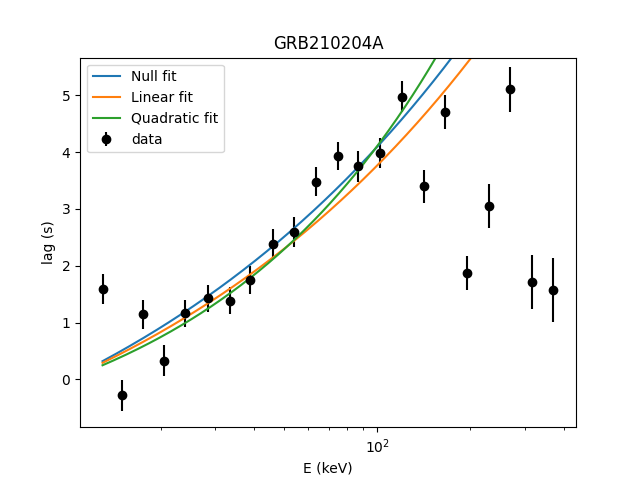 GRB210204A
Null fit
Linear fit
Quadratic fit
data
5
4
3
2
1
0
lag (s)
10²
E (keV)